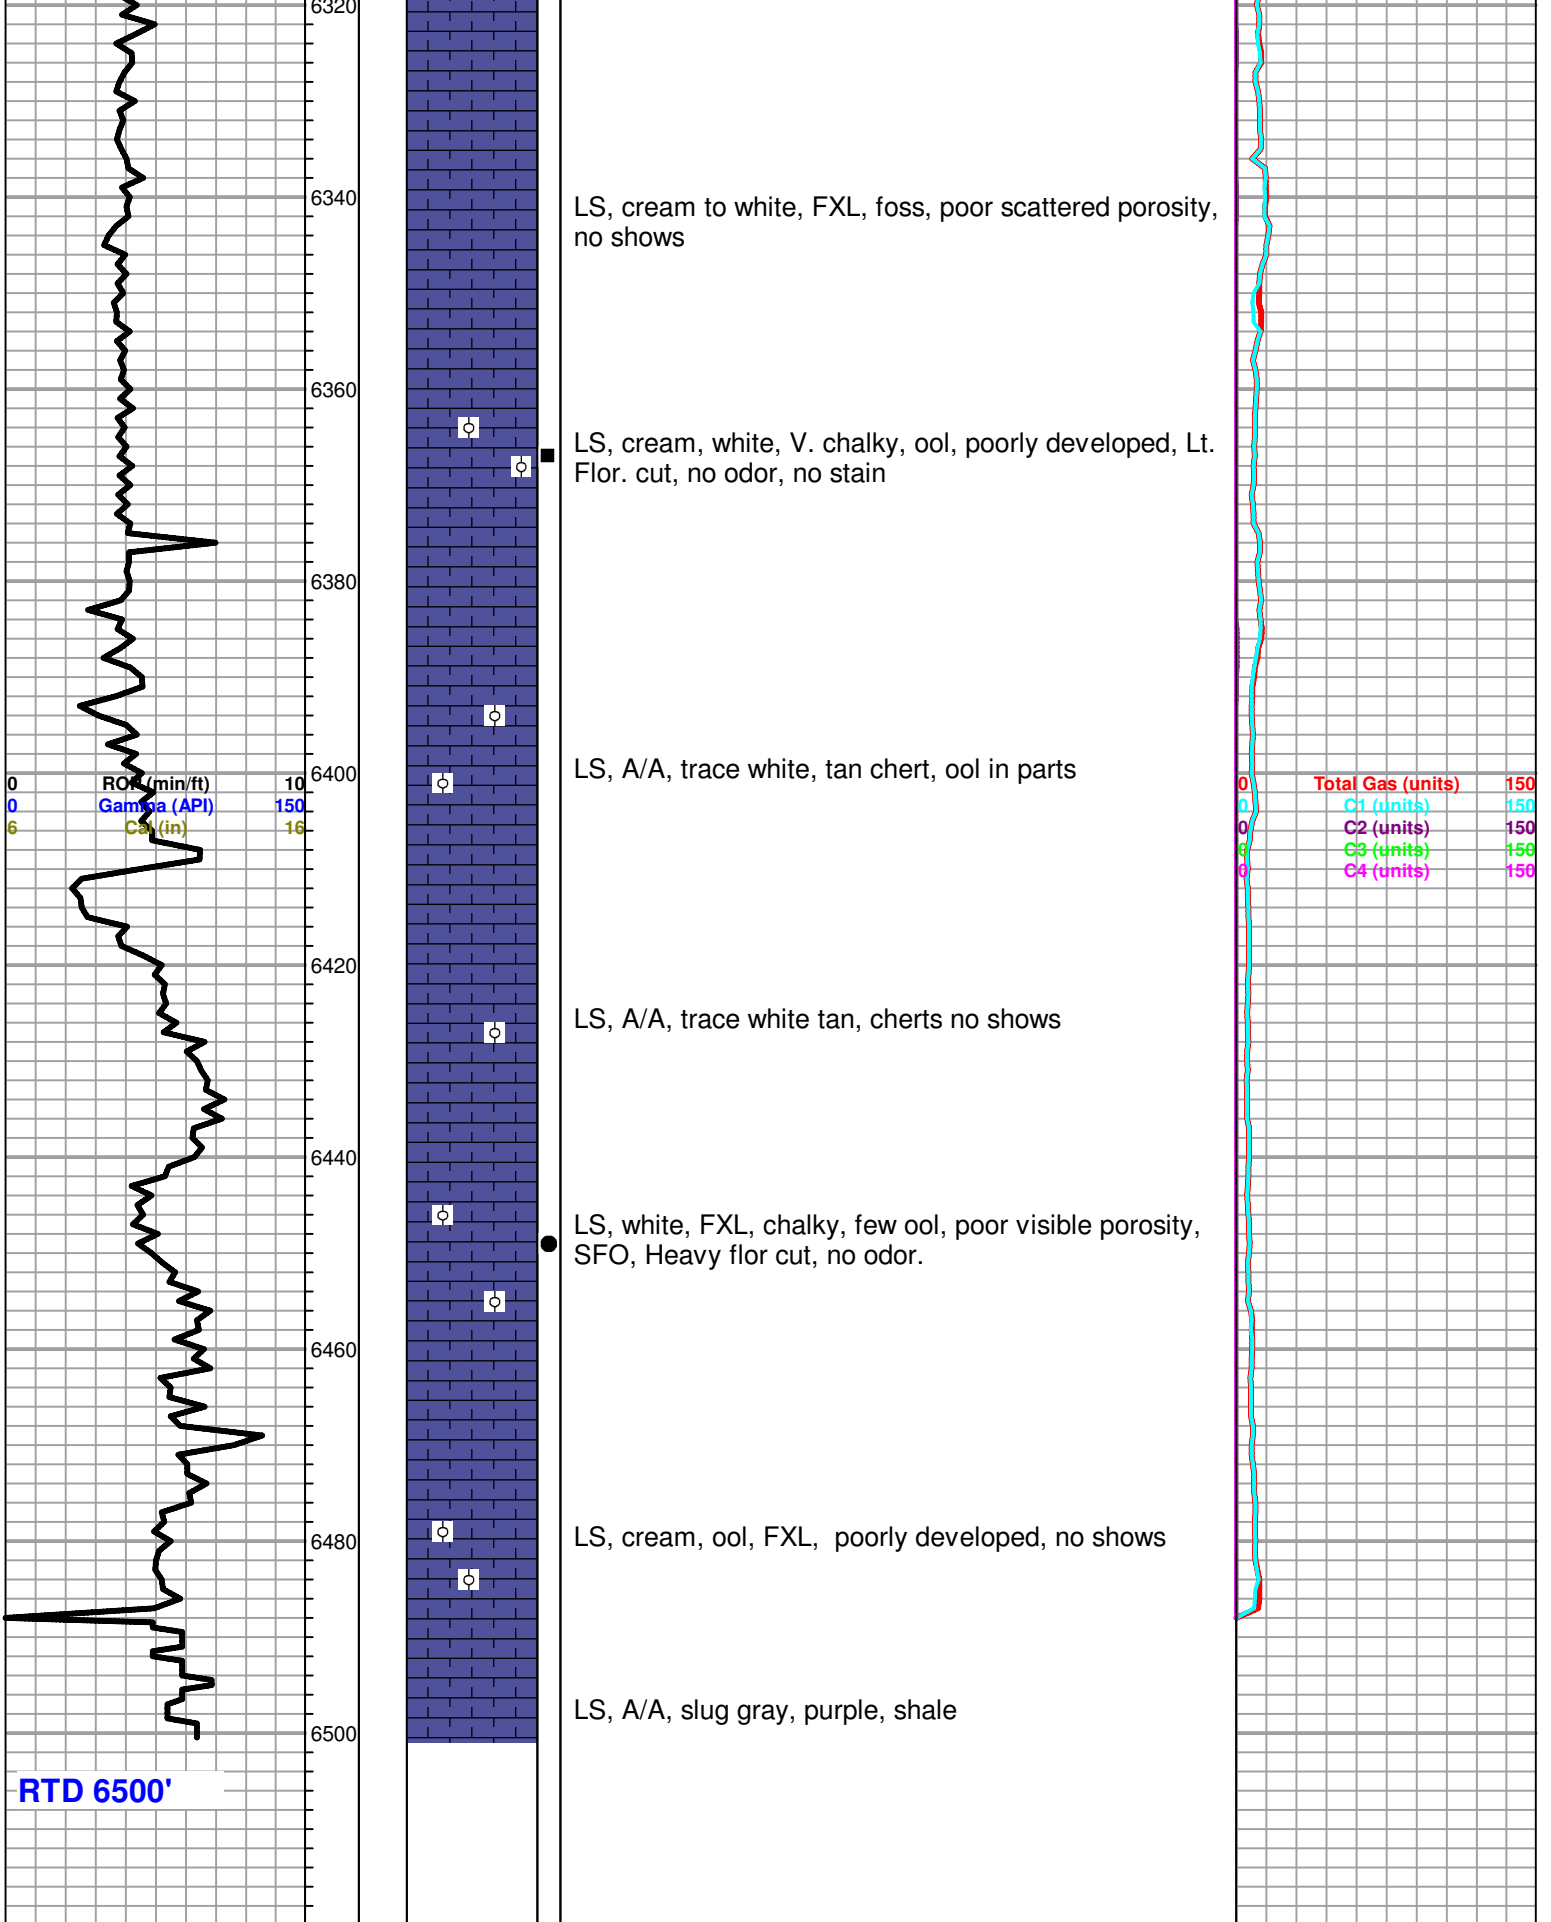 6320
6340
LS, cream to white, FXL, foss, poor scattered porosity,
no shows
6360
LS, cream, white, V. chalky, ool, poorly developed, Lt.
Flor. cut, no odor, no stain
6380
6400
LS, A/A, trace white, tan chert, ool in parts
0 ROP (min/ft) 10
0 Gamma (API) 150
6 Cal (in) 16
0 Total Gas (units) 150
0 C1 (units) 150
0 C2 (units) 150
0 C3 (units) 150
0 C4 (units) 150
6420
LS, A/A, trace white tan, cherts no shows
6440
LS, white, FXL, chalky, few ool, poor visible porosity,
SFO, Heavy flor cut, no odor.
6460
6480
LS, cream, ool, FXL,  poorly developed, no shows
LS, A/A, slug gray, purple, shale
6500
RTD 6500'